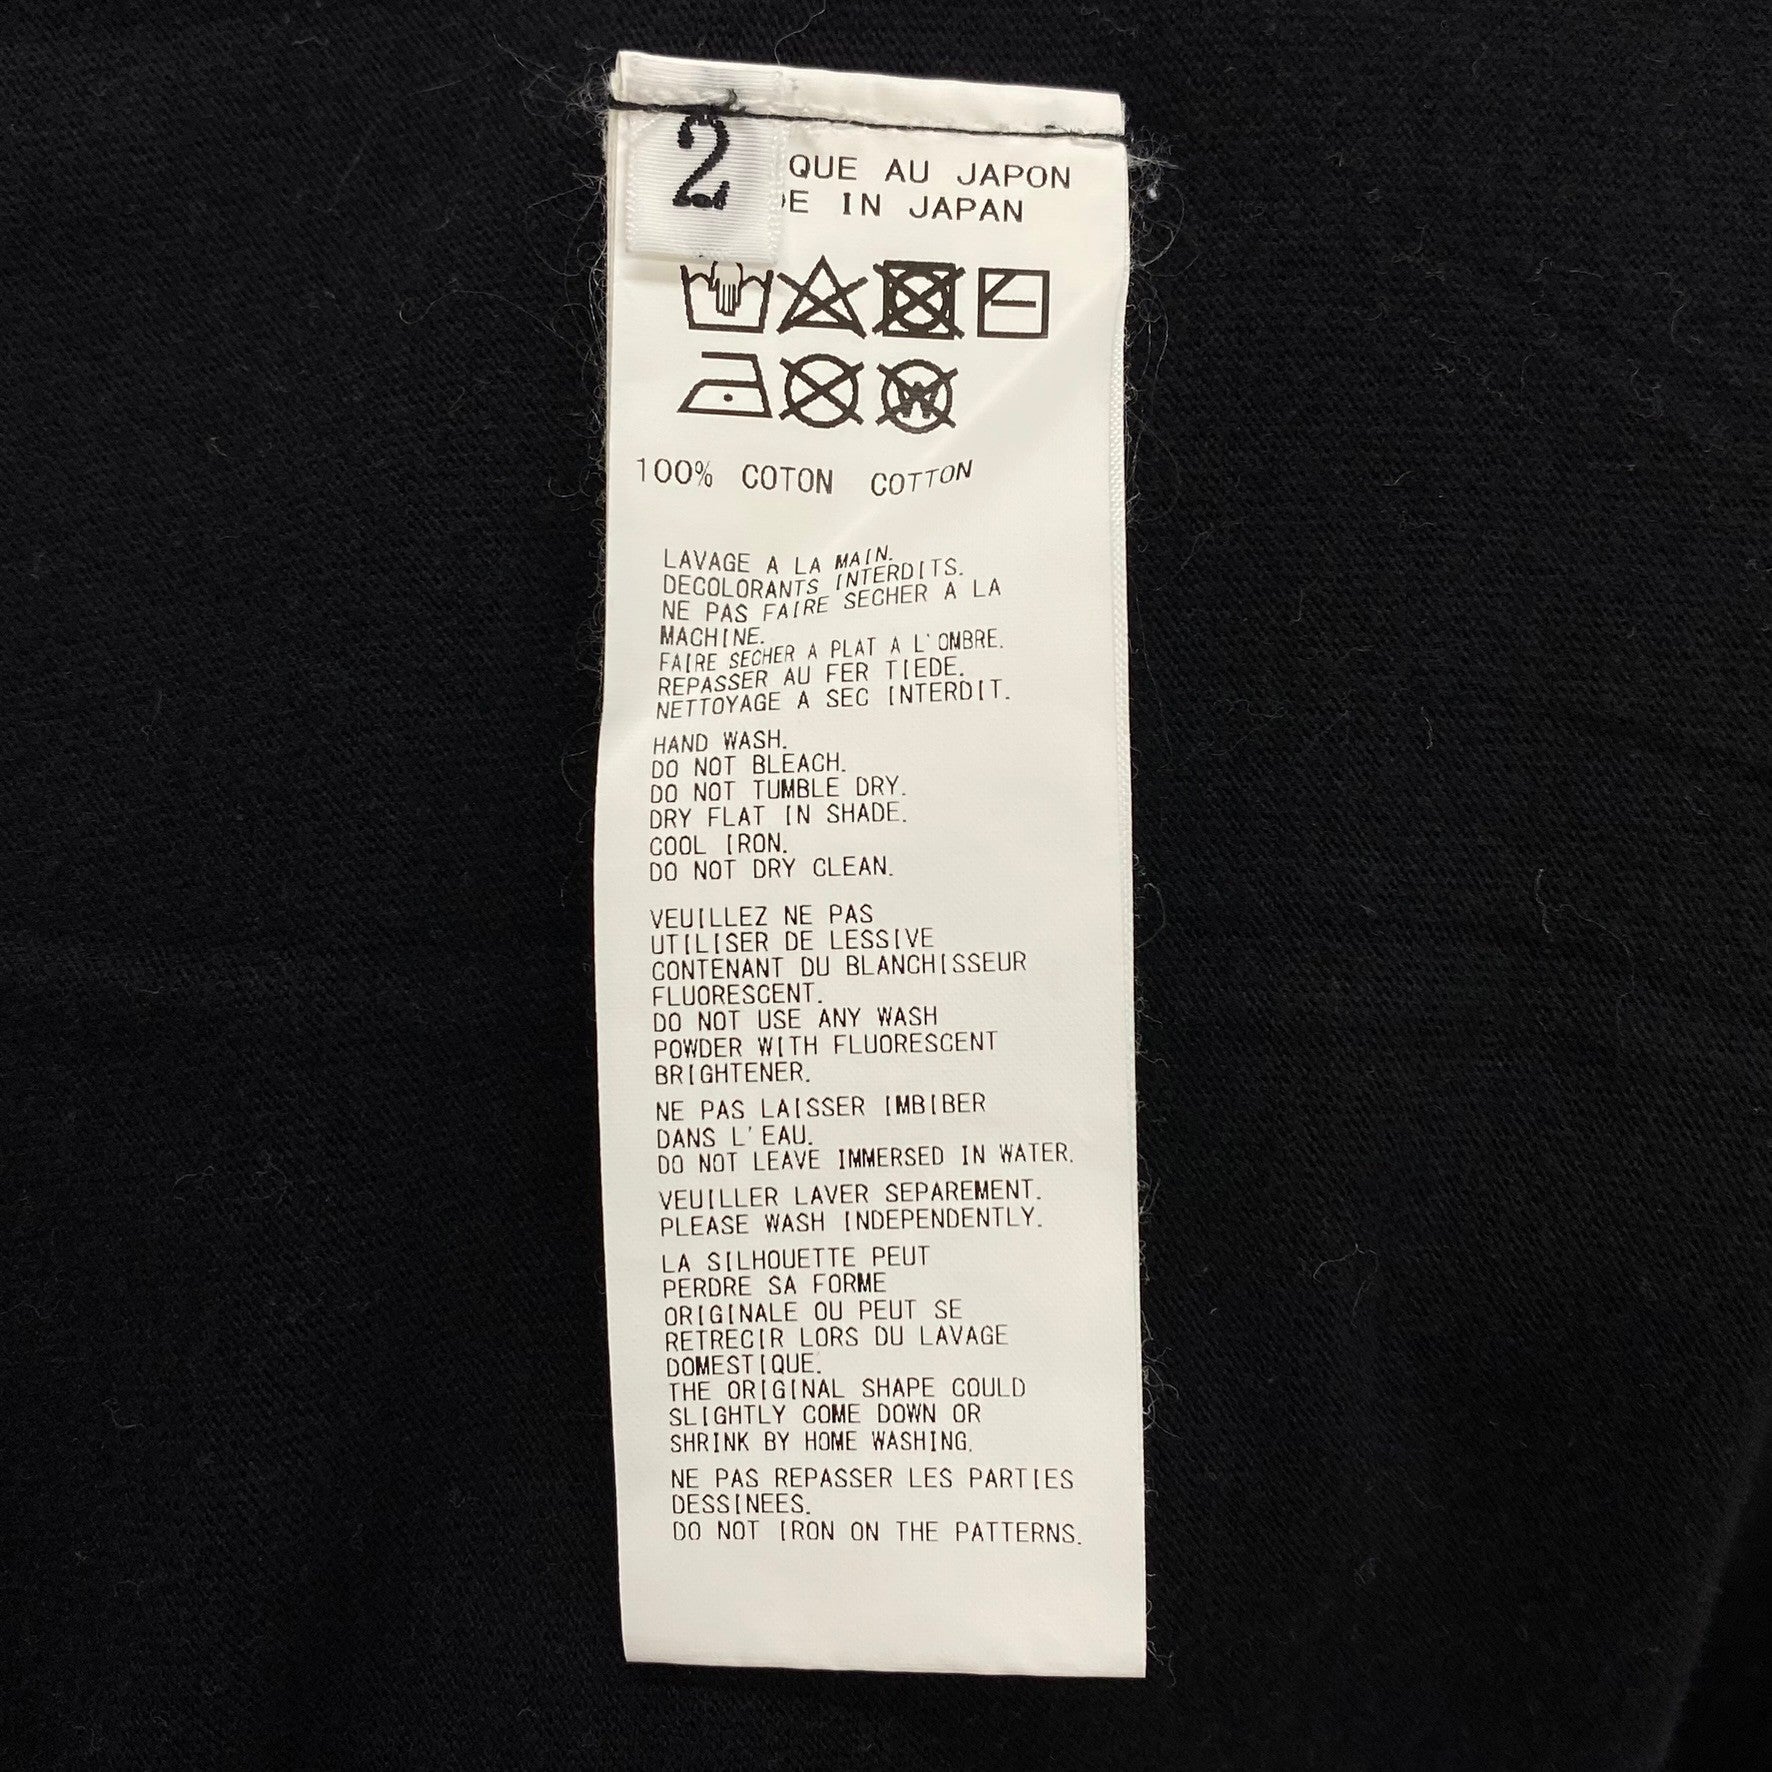 2
QUE AU JAPON
E IN JAPAN
W
100% COTON COTTON
LAVAGE A LA MAIN.
DECOLORANTS INTERDITS.
NE PAS FAIRE SECHER A LA
MACHINE.
FAIRE SECHER A PLAT A L'OMBRE.
REPASSER AU FER TIEDE.
NETTOYAGE A SEC INTERDIT.
HAND WASH.
DO NOT BLEACH.
DO NOT TUMBLE DRY.
DRY FLAT IN SHADE.
COOL IRON.
DO NOT DRY CLEAN.
VEUILLEZ NE PAS
UTILISER DE LESSIVE
CONTENANT DU BLANCHISSEUR
FLUORESCENT.
DO NOT USE ANY WASH
POWDER WITH FLUORESCENT
BRIGHTENER.
NE PAS LAISSER IMBIBER
DANS L'EAU.
DO NOT LEAVE IMMERSED IN WATER.
VEUILLER LAVER SEPAREMENT.
PLEASE WASH INDEPENDENTLY.
LA SILHOUETTE PEUT
PERDRE SA FORME
ORIGINALE OU PEUT SE
RETRECIR LORS DU LAVAGE
DOMESTIQUE.
THE ORIGINAL SHAPE COULD
SLIGHTLY COME DOWN OR
SHRINK BY HOME WASHING.
NE PAS REPASSER LES PARTIES
DESSINEES.
DO NOT IRON ON THE PATTERNS.